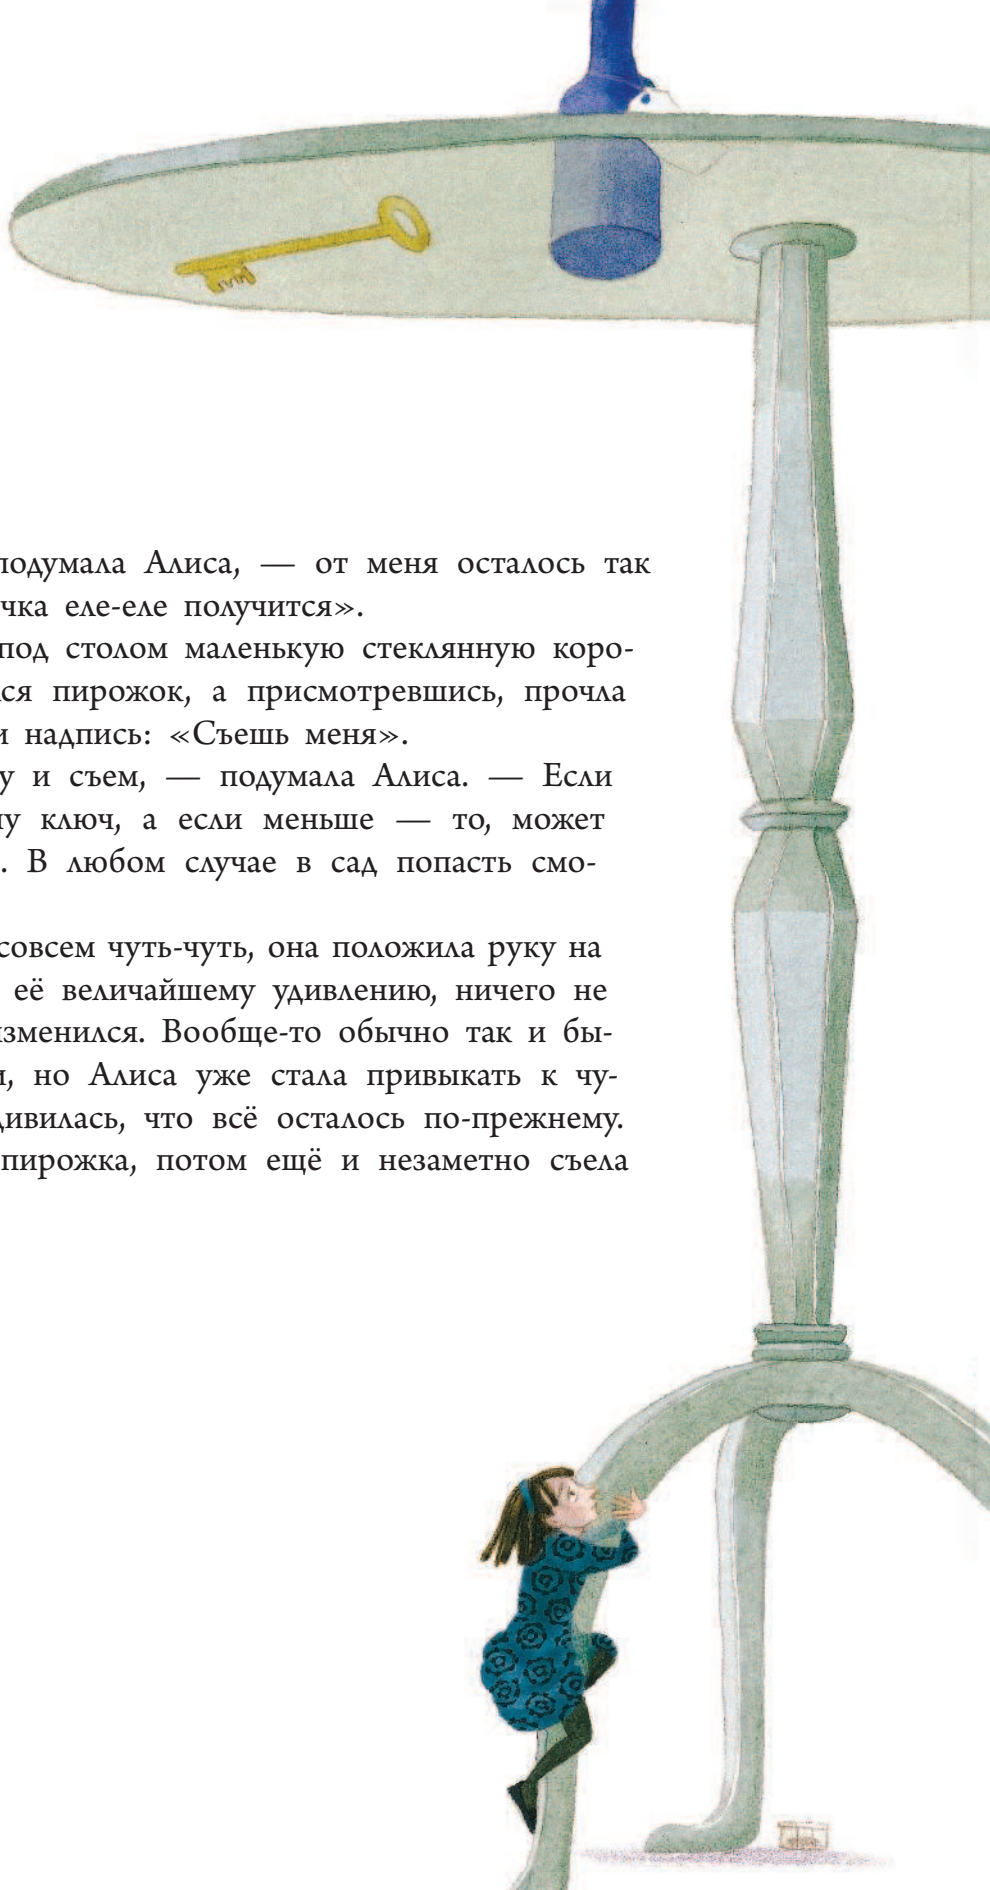 подумала Алиса, — от меня осталось так
чка еле-еле получится».
под столом маленькую стеклянную коро-
ся пирожок, а присмотревшись, прочла
и надпись: «Съешь меня».
у и съем, — подумала Алиса. — Если
ну ключ, а если меньше — то, может
. В любом случае в сад попасть смо-
совсем чуть-чуть, она положила руку на
её величайшему удивлению, ничего не
изменился. Вообще-то обычно так и бы-
и, но Алиса уже стала привыкать к чу-
дивилась, что всё осталось по-прежнему.
пирожка, потом ещё и незаметно съела